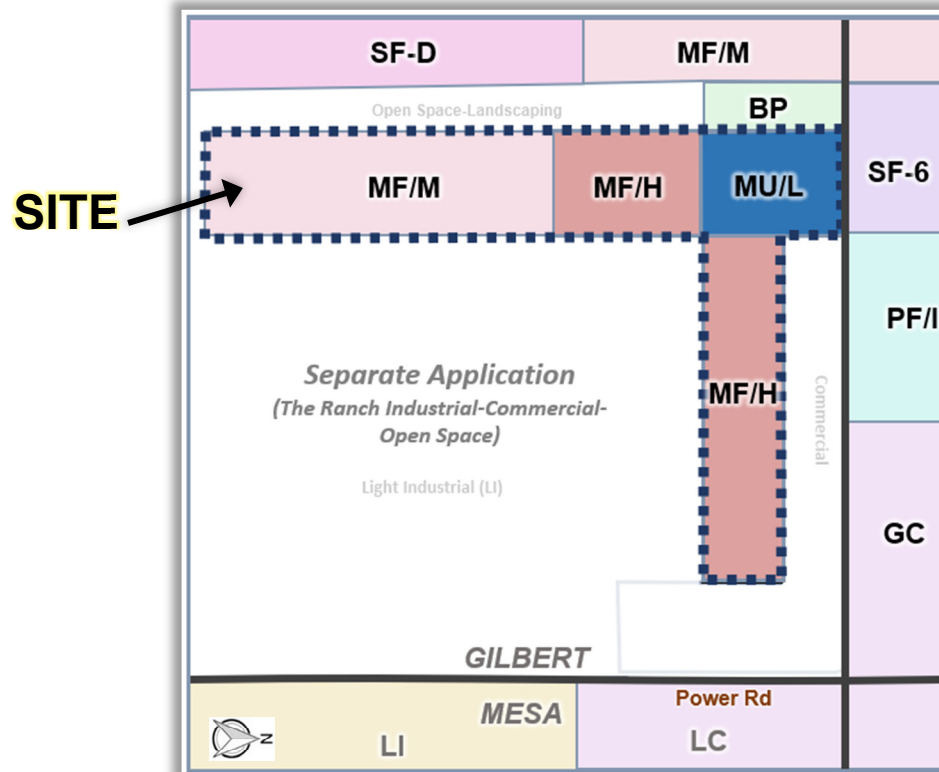 SF-D
MF/M
Open Space-Landscaping
BP
SITE
MF/M
MF/H
MU/L
SF-6
PF/I
MF/H
Commercial
Separate Application
(The Ranch Industrial-Commercial-
Open Space)
Light Industrial (LI)
GC
GILBERT
MESA
Power Rd
N
LI
LC